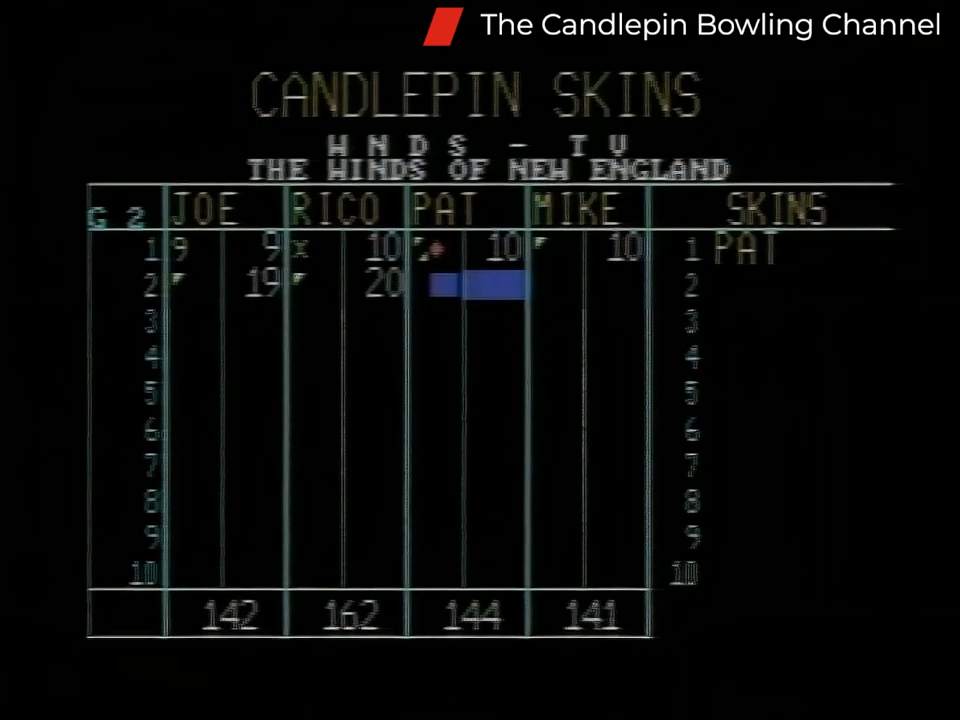 The Candlepin Bowling Channel
CANDLEPIN SKINS
WNDS - TV
THE WINDS OF NEW ENGLAND
G 2 JOE RICO PAT MIKE SKINS
1 9 9 x 10 10 10 1 PAT
2 19 20 2
3 3
4 4
5 5
6 6
7 7
8 8
9 9
10 10
142 162 144 141